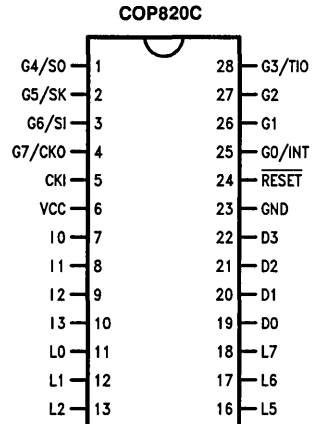 COP820C
G4/SO 1 28 G3/TIO
G5/SK 2 27 G2
G6/SI 3 26 G1
G7/CKO 4 25 G0/INT
CKI 5 24 RESET
VCC 6 23 GND
I0 7 22 D3
I1 8 21 D2
I2 9 20 D1
I3 10 19 D0
L0 11 18 L7
L1 12 17 L6
L2 13 16 L5